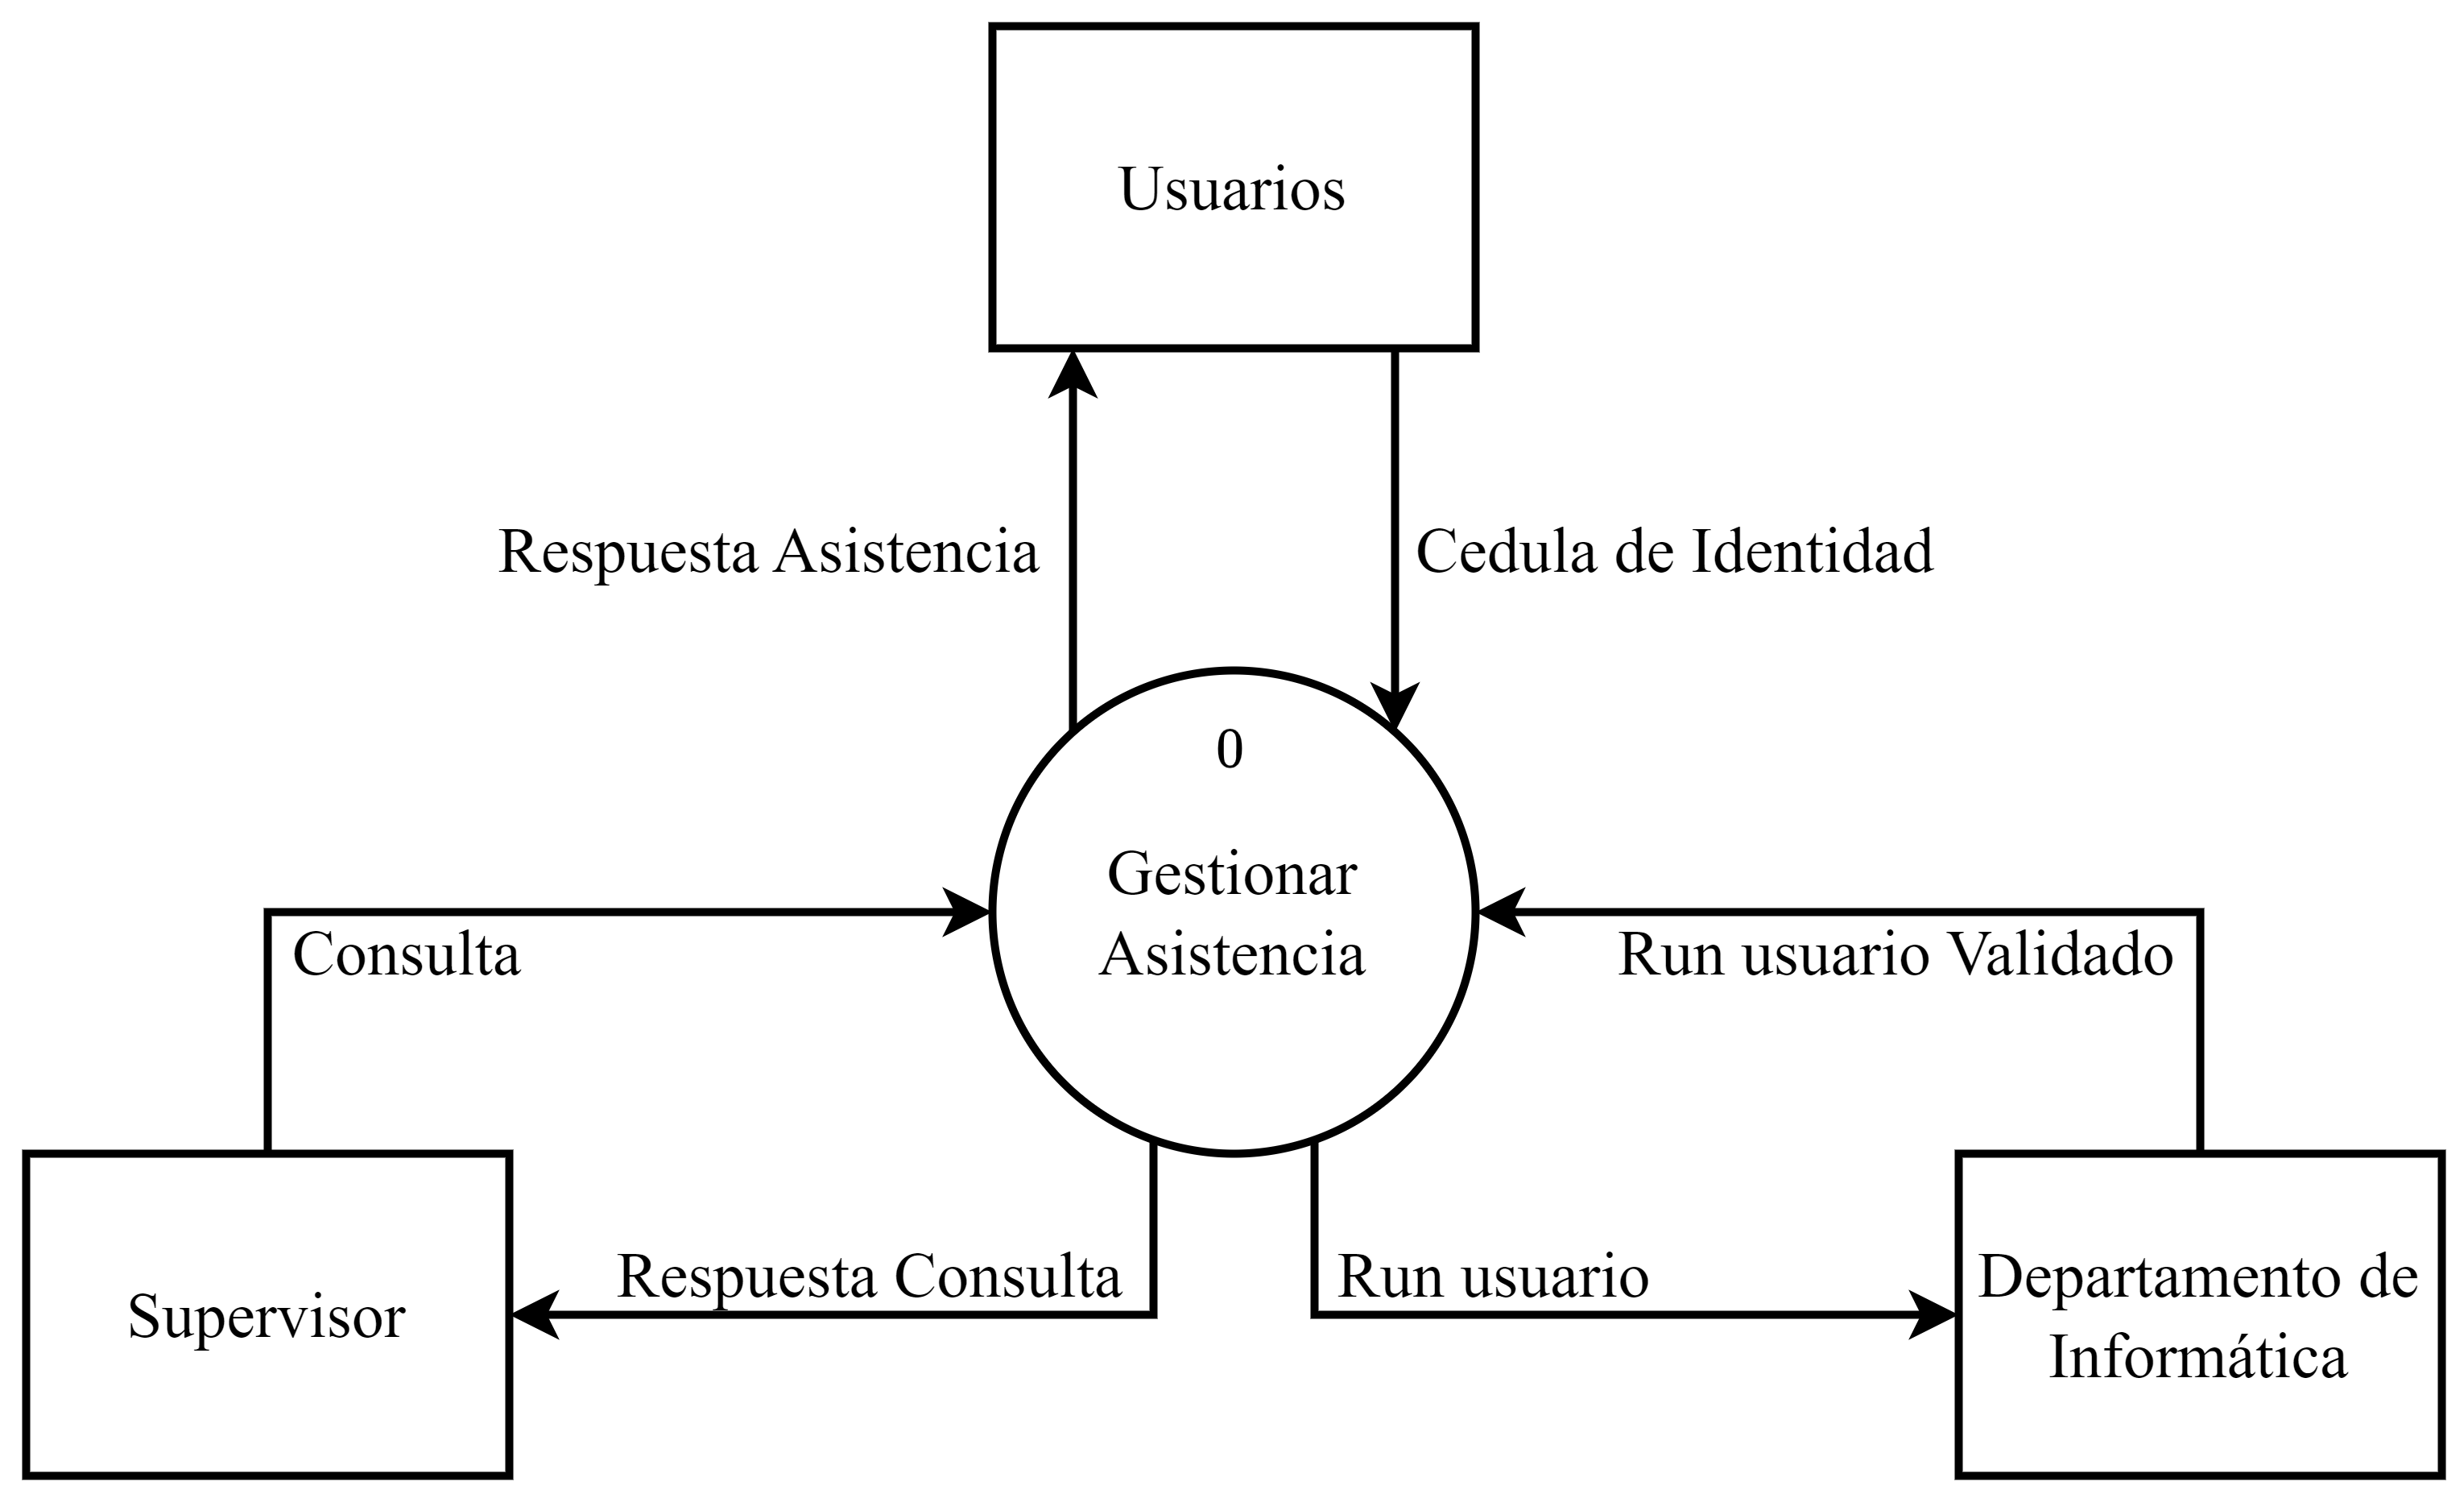 Usuarios
Respuesta Asistencia
Cedula de Identidad
0
Gestionar
Asistencia
Consulta
Run usuario Validado
Respuesta Consulta
Run usuario
Supervisor
Departamento de
Informática